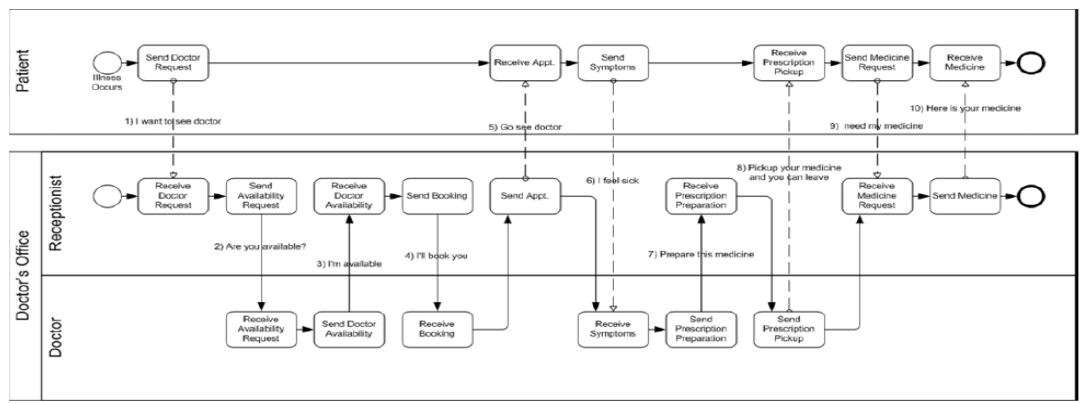 Patient
Illness
Occurs
Send Doctor
Request
Receive Appt.
Send
Symptoms
Receive
Prescription
Pickup
Send Medicine
Request
Receive
Medicine
1) I want to see doctor
5) Go see doctor
9) need my medicine
10) Here is your medicine
Doctor's Office
Receptionist
Receive
Doctor
Request
Send
Availability
Request
Receive
Doctor
Availability
Send Booking
Send Appt.
Receive
Prescription
Preparation
Receive
Medicine
Request
Send Medicine
6) I feel sick
8) Pickup your medicine
and you can leave
2) Are you available?
3) I'm available
4) I'll book you
7) Prepare this medicine
Doctor
Receive
Availability
Request
Send Doctor
Availability
Receive
Booking
Receive
Symptoms
Send
Prescription
Preparation
Send
Prescription
Pickup